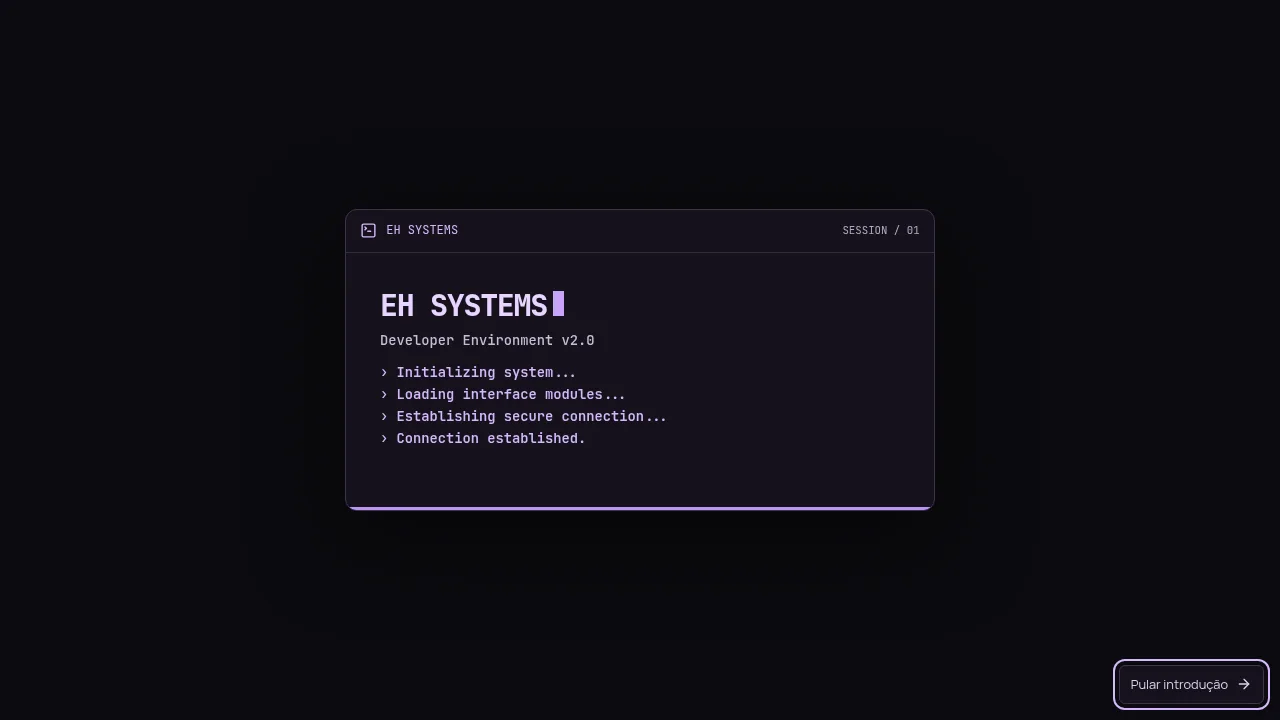 EH SYSTEMS
SESSION / 01
EH SYSTEMS
Developer Environment v2.0
› Initializing system...
› Loading interface modules...
› Establishing secure connection...
› Connection established.
Pular introdução →